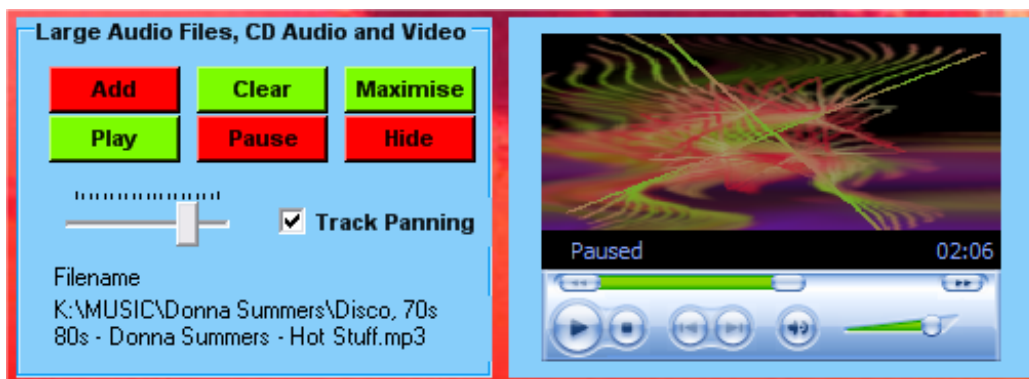 Large Audio Files, CD Audio and Video
Add Clear Maximise
Play Pause Hide
Track Panning
Filename
K:\MUSIC\Donna Summers\Disco, 70s
80s - Donna Summers - Hot Stuff.mp3
Paused 02:06